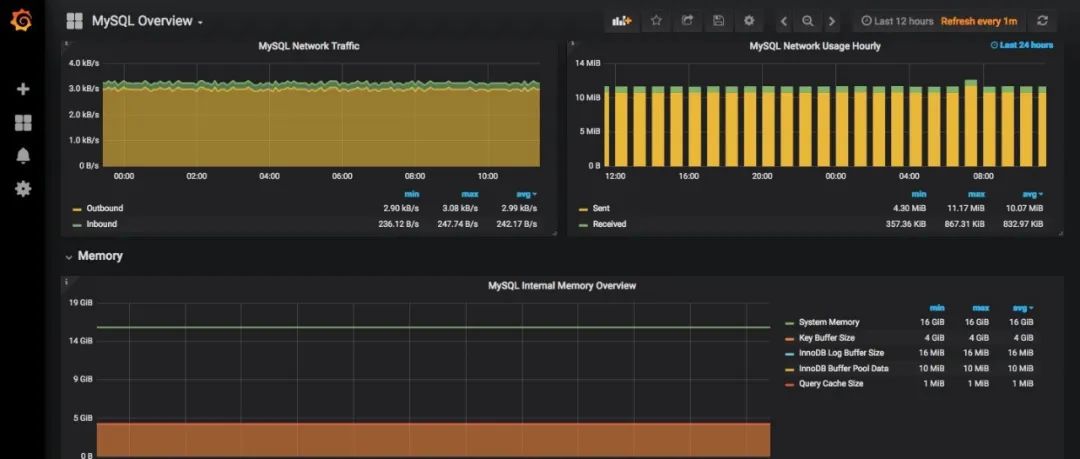 MySQL Overview
Last 12 hours Refresh every 1m
MySQL Network Traffic
4.0 kB/s
3.0 kB/s
2.0 kB/s
1.0 kB/s
0 B/s
00:00 02:00 04:00 06:00 08:00 10:00
min max avg
Outbound 2.90 kB/s 3.08 kB/s 2.99 kB/s
Inbound 236.12 B/s 247.74 B/s 242.17 B/s
MySQL Network Usage Hourly
Last 24 hours
14 MiB
10 MiB
5 MiB
0 B
12:00 16:00 20:00 00:00 04:00 08:00
min max avg
Sent 4.30 MiB 11.17 MiB 10.07 MiB
Received 357.36 KiB 867.31 KiB 832.97 KiB
Memory
MySQL Internal Memory Overview
19 GiB
14 GiB
9 GiB
5 GiB
0 B
min max avg
System Memory 16 GiB 16 GiB 16 GiB
Key Buffer Size 4 GiB 4 GiB 4 GiB
InnoDB Log Buffer Size 16 MiB 16 MiB 16 MiB
InnoDB Buffer Pool Data 10 MiB 10 MiB 10 MiB
Query Cache Size 1 MiB 1 MiB 1 MiB